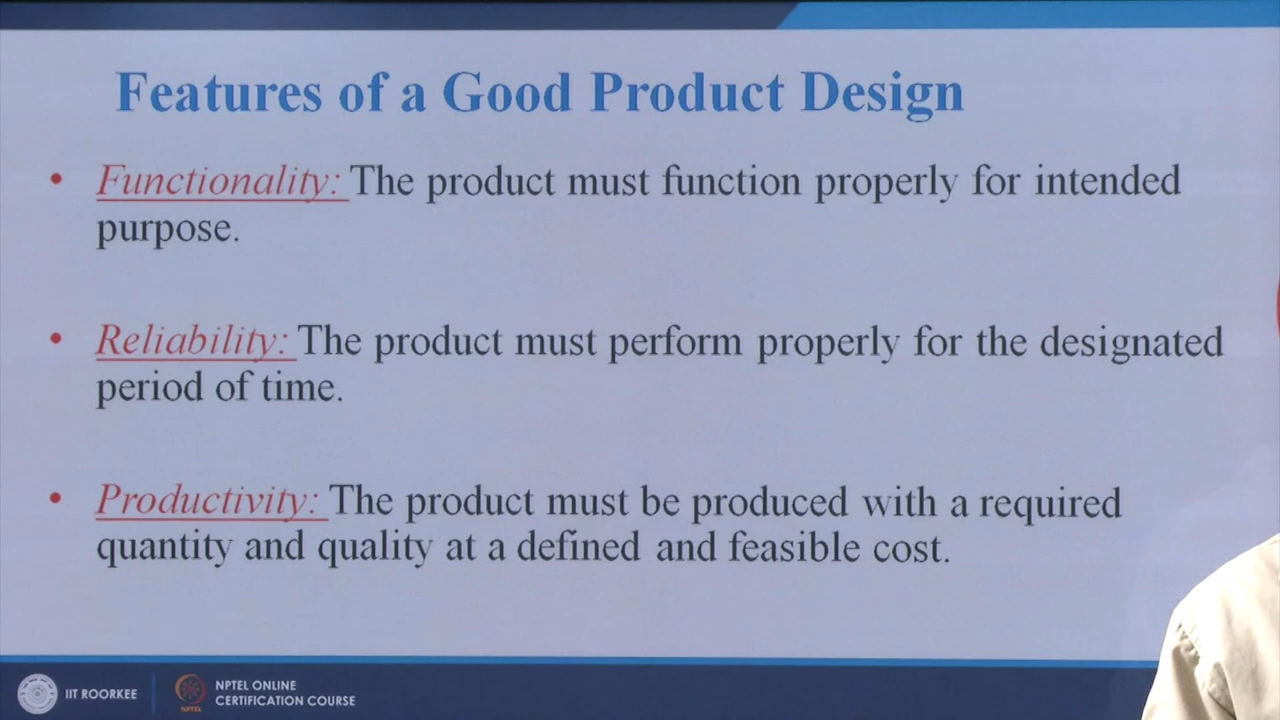 Features of a Good Product Design
• Functionality: The product must function properly for intended
purpose.
• Reliability: The product must perform properly for the designated
period of time.
• Productivity: The product must be produced with a required
quantity and quality at a defined and feasible cost.
IIT ROORKEE
NPTEL ONLINE
CERTIFICATION COURSE
NPTEL